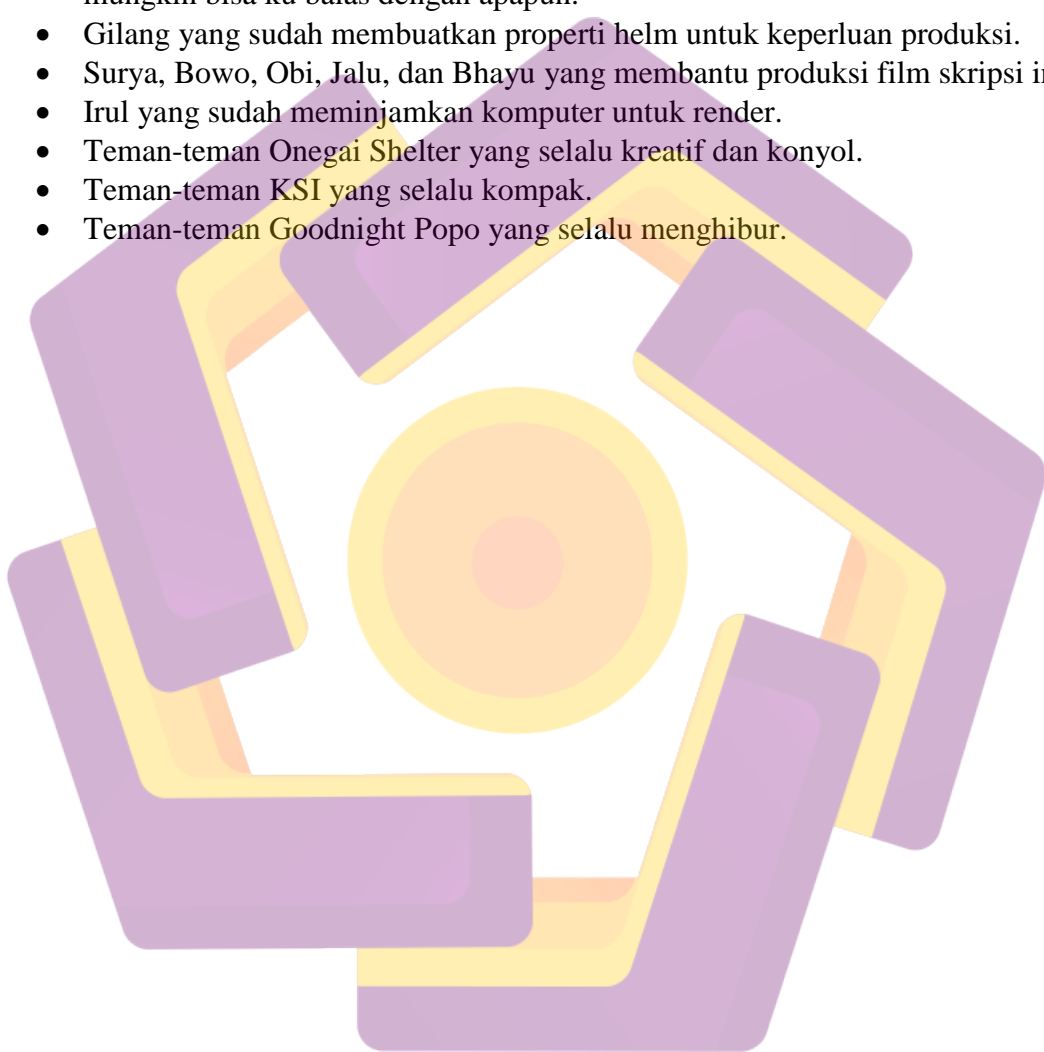 mungkin bisa ku balas dengan apapun.
• Gilang yang sudah membuatkan properti helm untuk keperluan produksi.
• Surya, Bowo, Obi, Jalu, dan Bhayu yang membantu produksi film skripsi
• Irul yang sudah meminjamkan komputer untuk render.
• Teman-teman Onegai Shelter yang selalu kreatif dan konyol.
• Teman-teman KSI yang selalu kompak.
• Teman-teman Goodnight Popo yang selalu menghibur.